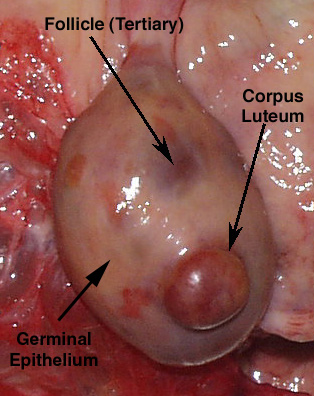 Follicle (Tertiary)
Corpus
Luteum
Germinal
Epithelium